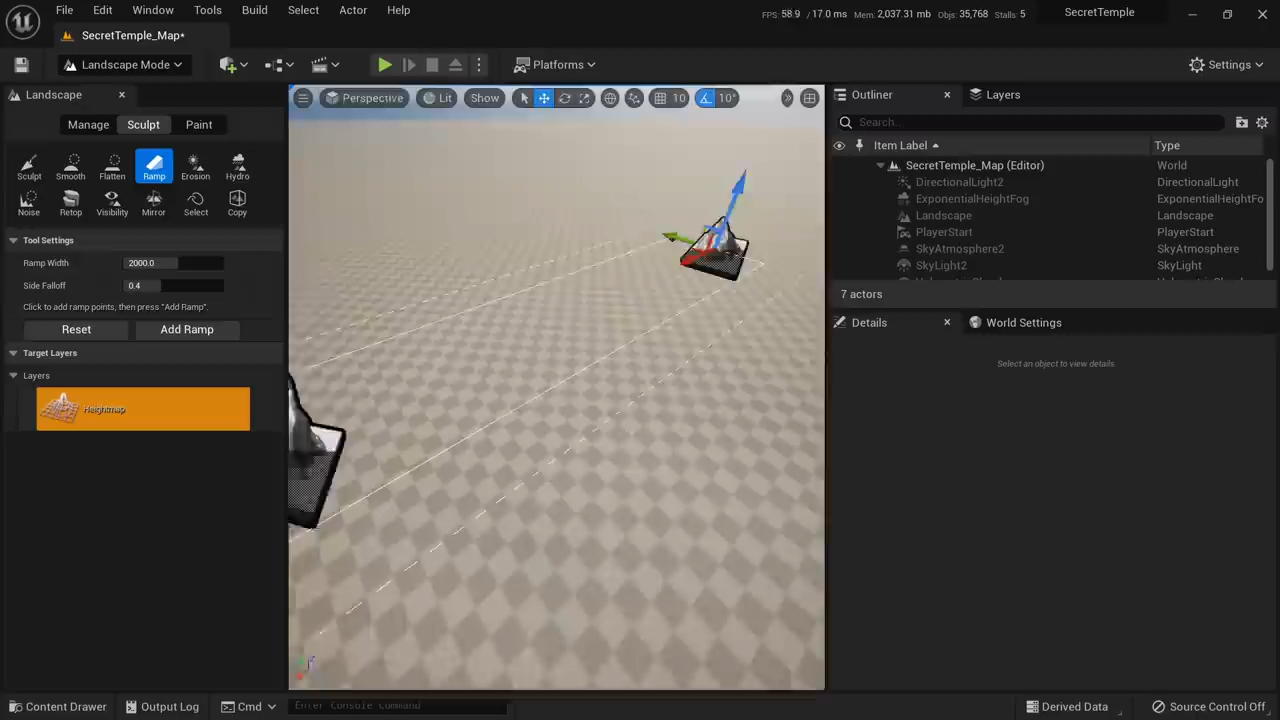 File Edit Window Tools Build Select Actor Help
FPS: 58.9 / 17.0 ms Mem: 2,037.31 mb Objs: 35,768 Stalls: 5
SecretTemple
SecretTemple_Map*
Landscape Mode
Platforms
Settings
Landscape
Perspective
Lit
Show
10
10°
Outliner
Layers
Manage
Sculpt
Paint
Search...
Item Label
Type
Sculpt Smooth Flatten Ramp Erosion Hydro
Noise Retop Visibility Mirror Select Copy
SecretTemple_Map (Editor) World
DirectionalLight2 DirectionalLight
ExponentialHeightFog ExponentialHeightFo
Landscape Landscape
PlayerStart PlayerStart
SkyAtmosphere2 SkyAtmosphere
SkyLight2 SkyLight
7 actors
Tool Settings
Ramp Width 2000.0
Side Falloff 0.4
Click to add ramp points, then press "Add Ramp".
Reset
Add Ramp
Target Layers
Layers
Heightmap
Details
World Settings
Select an object to view details
Content Drawer
Output Log
Cmd
Enter Console Command
Derived Data
Source Control Off